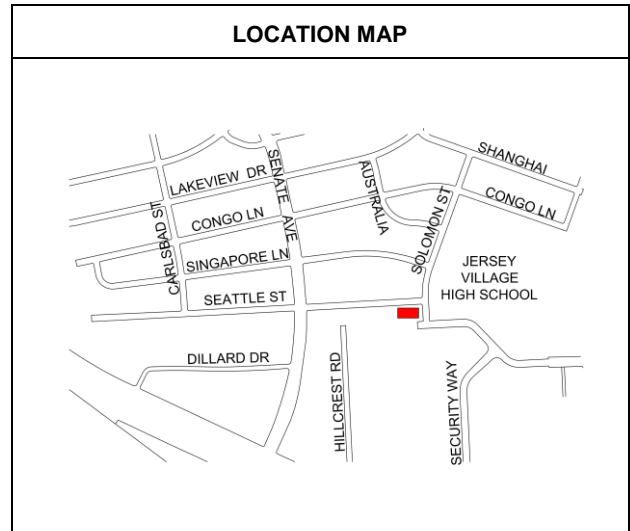 LOCATION MAP
SHANGHAI
SENATE AVE
LAKEVIEW DR
AUSTRALIA
CONGO LN
CARLSBAD ST
CONGO LN
SOLOMON ST
SINGAPORE LN
JERSEY
VILLAGE
HIGH SCHOOL
SEATTLE ST
DILLARD DR
HILLCREST RD
SECURITY WAY